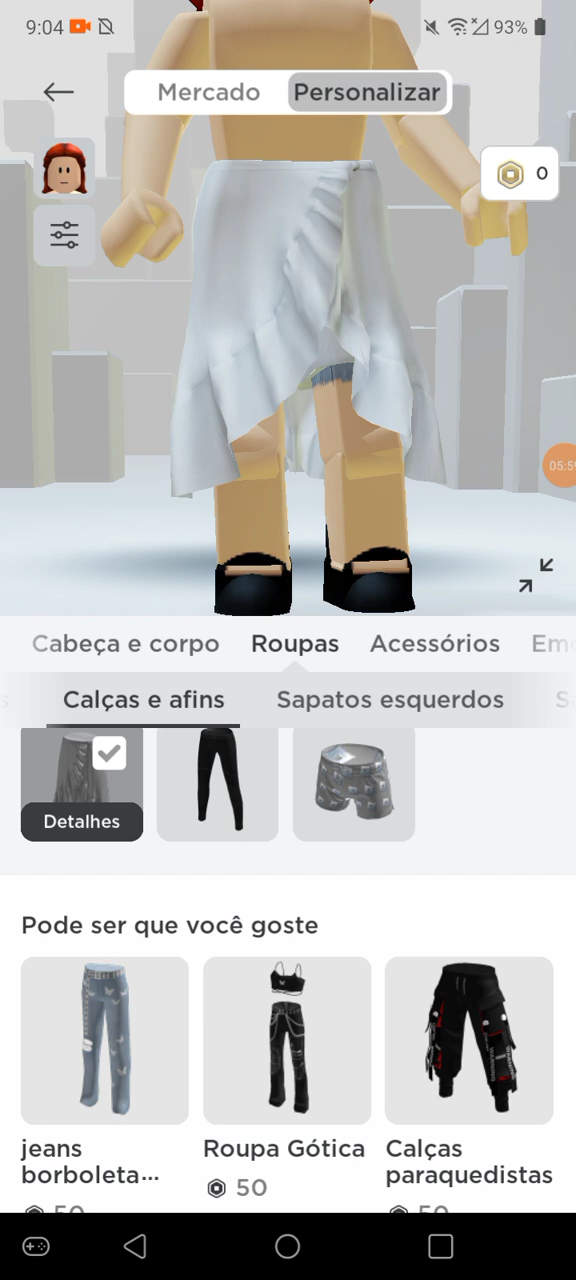 9:04
93%
Mercado
Personalizar
0
Cabeça e corpo
Roupas
Acessórios
Calças e afins
Sapatos esquerdos
Detalhes
Pode ser que você goste
jeans
borboleta...
Roupa Gótica
50
Calças
paraquedistas